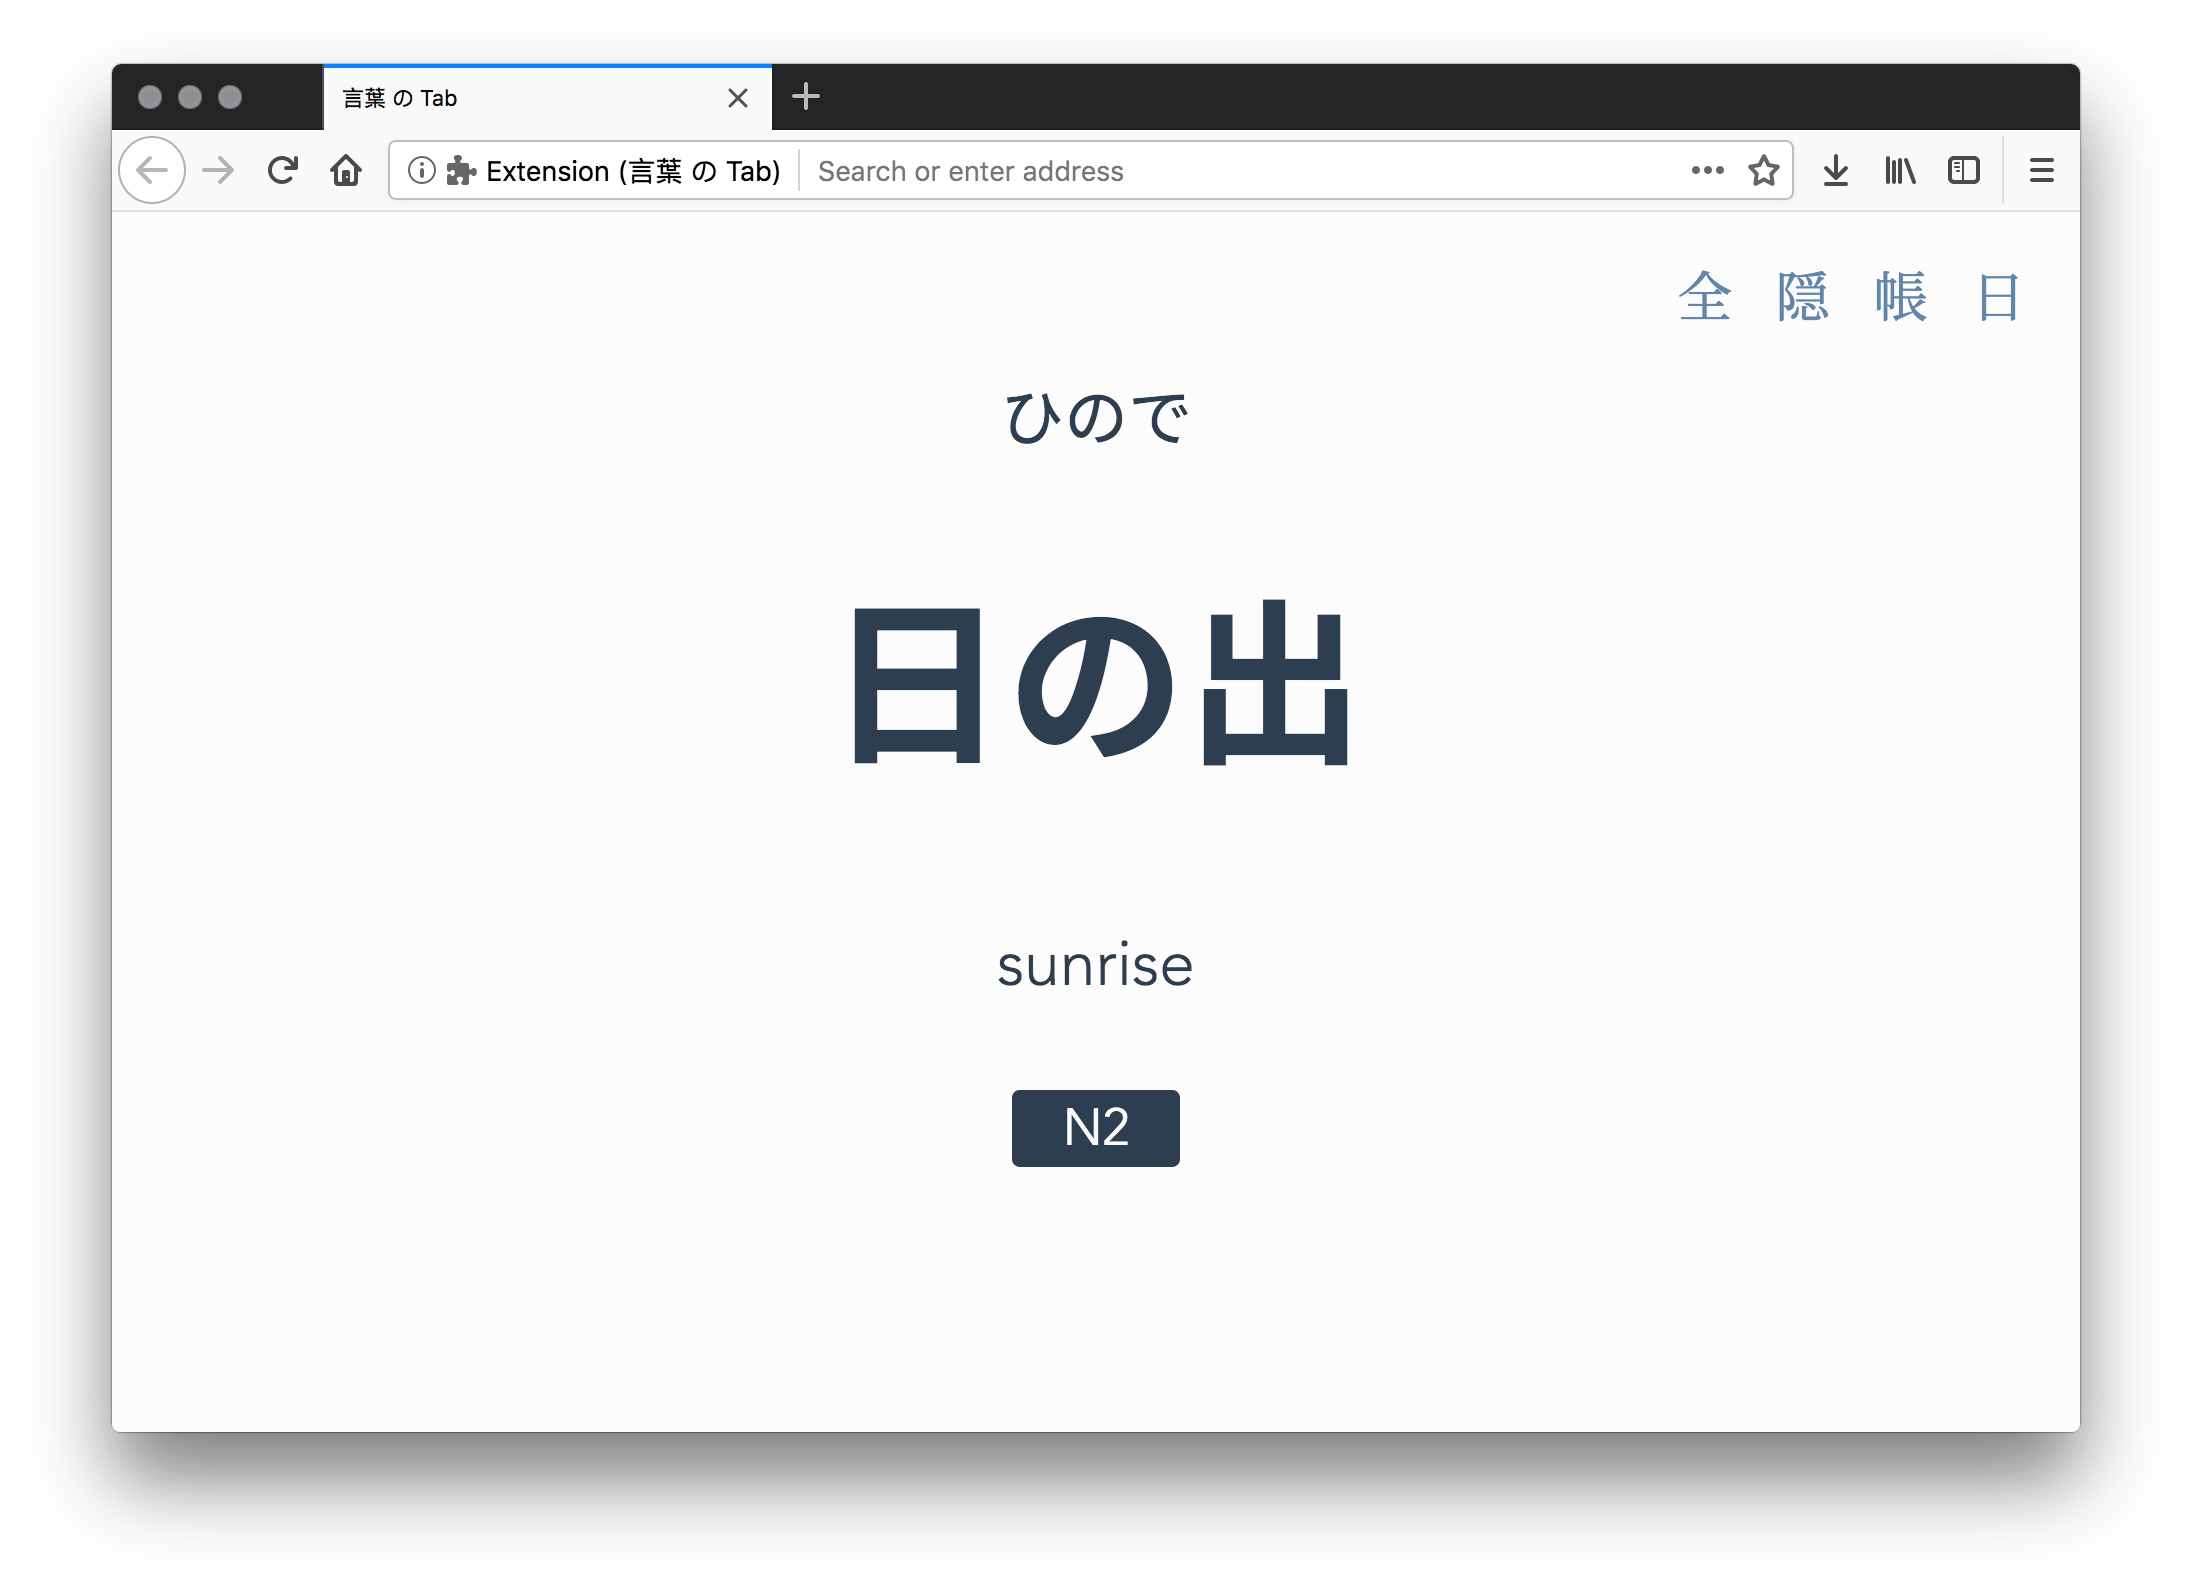 言葉 の Tab
Extension (言葉 の Tab) Search or enter address
全 隠 帳 日
ひので
日の出
sunrise
N2